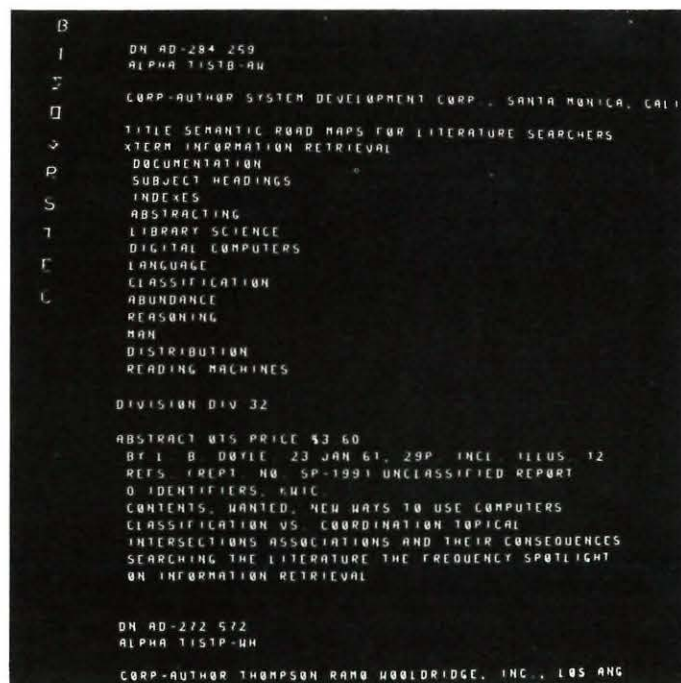 B
I
O
P
S
T
E
C
DN AD-284 259
ALPHA TISTB-AW
CORP-AUTHOR SYSTEM DEVELOPMENT CORP., SANTA MONICA, CALI
TITLE SEMANTIC ROAD MAPS FOR LITERATURE SEARCHERS
XTERM INFORMATION RETRIEVAL
DOCUMENTATION
SUBJECT HEADINGS
INDEXES
ABSTRACTING
LIBRARY SCIENCE
DIGITAL COMPUTERS
LANGUAGE
CLASSIFICATION
ABUNDANCE
REASONING
MAN
DISTRIBUTION
READING MACHINES
DIVISION DIV 32
ABSTRACT OTS PRICE $3 60
BY L B. DOYLE 23 JAN 61, 29P INCL ILLUS. 12
REFS. (REPT. NO. SP-199) UNCLASSIFIED REPORT
O IDENTIFIERS, KWIC
CONTENTS, WANTED, NEW WAYS TO USE COMPUTERS
CLASSIFICATION VS. COORDINATION TOPICAL
INTERSECTIONS ASSOCIATIONS AND THEIR CONSEQUENCES
SEARCHING THE LITERATURE THE FREQUENCY SPOTLIGHT
ON INFORMATION RETRIEVAL
DN AD-272 572
ALPHA TISTP-WH
CORP-AUTHOR THOMPSON RAMO WOOLDRIDGE, INC., LOS ANG